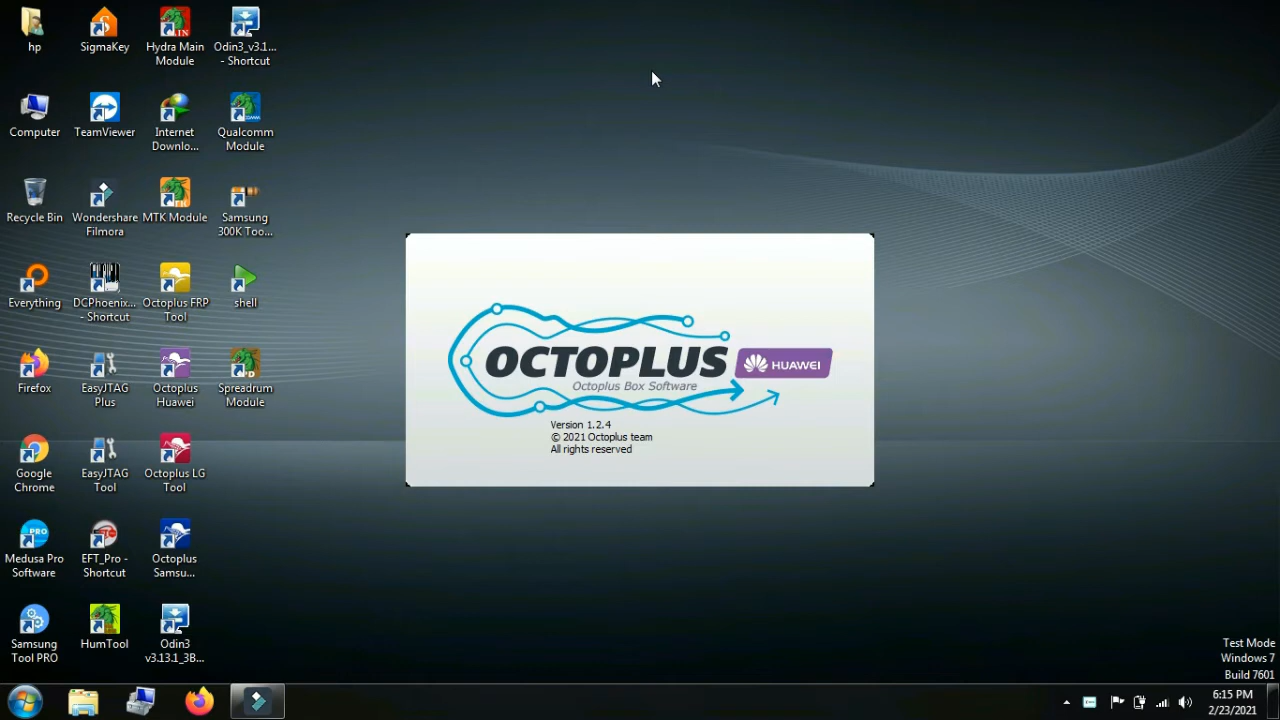 hp
SigmaKey
Hydra Main
Module
Odin3_v3.1...
- Shortcut
Computer
TeamViewer
Internet
Downlo...
Qualcomm
Module
Recycle Bin
Wondershare
Filmora
MTK Module
Samsung
300K Too...
Everything
DCPhoenix...
- Shortcut
Octoplus FRP
Tool
shell
Firefox
EasyJTAG
Plus
Octoplus
Huawei
Spreadrum
Module
Google
Chrome
EasyJTAG
Tool
Octoplus LG
Tool
PRO
Medusa Pro
Software
EFT_Pro -
Shortcut
Octoplus
Samsu...
Samsung
Tool PRO
HumTool
Odin3
v3.13.1_3B...
OCTOPLUS
HUAWEI
Octoplus Box Software
Version 1.2.4
© 2021 Octoplus team
All rights reserved
Test Mode
Windows 7
Build 7601
6:15 PM
2/23/2021